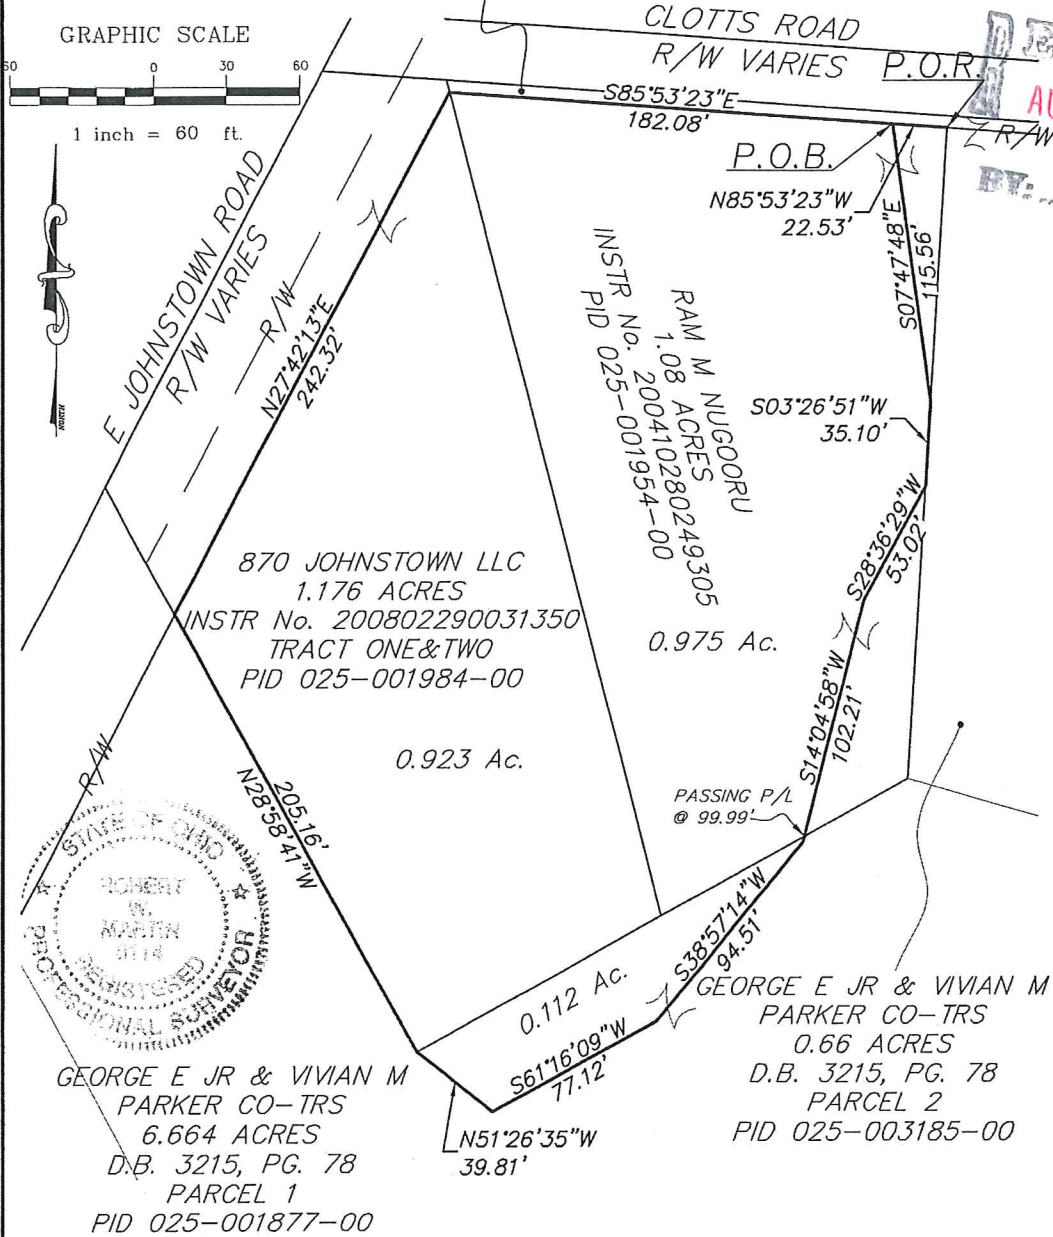 GRAPHIC SCALE
60 0 30 60
1 inch = 60 ft.
NORTH
CLOTTS ROAD
R/W VARIES
P.O.R.
R/W
BY:
S85°53'23"E
182.08'
P.O.B.
N85°53'23"W
22.53'
S07°47'48"E
115.56'
E JOHNSTOWN ROAD
R/W VARIES
R/W
N27°42'13"E
242.32'
RAM M NUGOORU
1.08 ACRES
INSTR No. 200410280249305
PID 025-001954-00
S03°26'51"W
35.10'
S28°36'29"W
53.02'
870 JOHNSTOWN LLC
1.176 ACRES
INSTR No. 200802290031350
TRACT ONE&TWO
PID 025-001984-00
0.975 Ac.
0.923 Ac.
S14°04'58"W
102.21'
PASSING P/L
@ 99.99'
R/W
205.16'
N28°58'41"W
STATE OF OHIO
ROBERT
W.
MARTIN
8114
REGISTERED
PROFESSIONAL SURVEYOR
S38°57'14"W
94.51'
0.112 Ac.
S61°16'09"W
77.12'
N51°26'35"W
39.81'
GEORGE E JR & VIVIAN M
PARKER CO-TRS
0.66 ACRES
D.B. 3215, PG. 78
PARCEL 2
PID 025-003185-00
GEORGE E JR & VIVIAN M
PARKER CO-TRS
6.664 ACRES
D.B. 3215, PG. 78
PARCEL 1
PID 025-001877-00